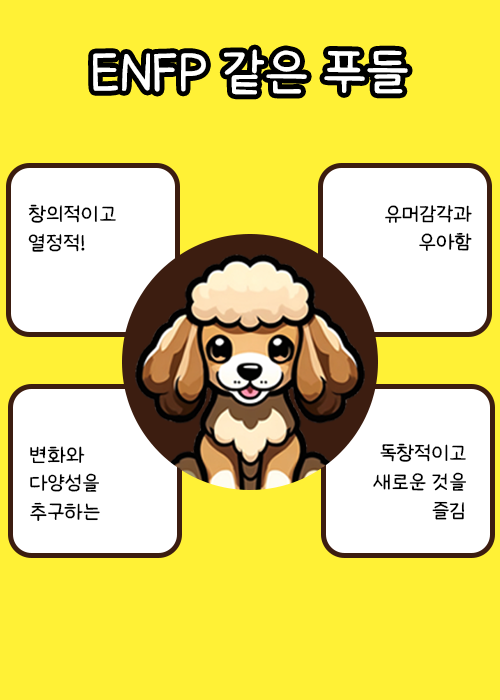 ENFP 같은 푸들
창의적이고
열정적!
유머감각과
우아함
변화와
다양성을
추구하는
독창적이고
새로운 것을
즐김